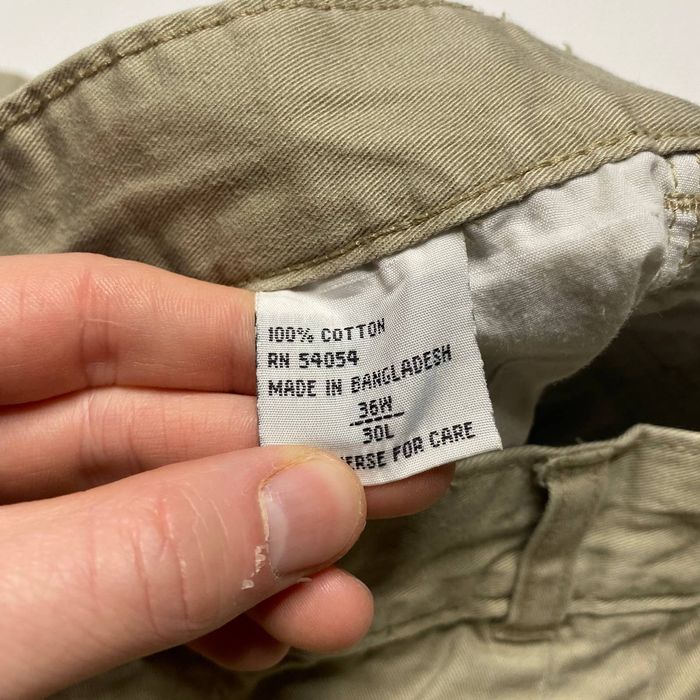 100% COTTON
RN 54054
MADE IN BANGLADESH
36W
30L
FOR CARE